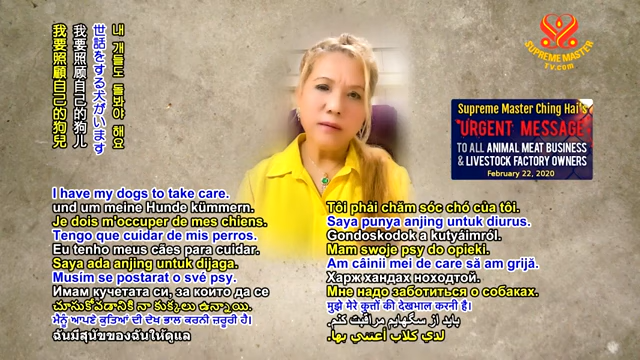 내 개들도 돌봐야 해요
世話をする犬がいます
我要照顾自己的狗儿
我要照顧自己的狗兒
SUPREME MASTER
TV.com
Supreme Master Ching Hai's
"URGENT MESSAGE"
TO ALL ANIMAL MEAT BUSINESS
& LIVESTOCK FACTORY OWNERS
February 22, 2020
I have my dogs to take care.
und um meine Hunde kümmern.
Je dois m'occuper de mes chiens.
Tengo que cuidar de mis perros.
Eu tenho meus cães para cuidar.
Saya ada anjing untuk dijaga.
Musím se postarat o své psy.
Имам кучетата си, за които да се
చూసుకోవడానికి నా కుక్కలు ఉన్నాయి.
ਮੈਨੂੰ ਆਪਣੇ ਕੁਤਿਆਂ ਦੀ ਦੇਖ ਭਾਲ ਕਰਨੀ ਜ਼ਰੂਰੀ ਹੈ।
ฉันมีสุนัขของฉันให้ดูแล
Tôi phải chăm sóc chó của tôi.
Saya punya anjing untuk diurus.
Gondoskodok a kutyáimról.
Mam swoje psy do opieki.
Am câinii mei de care să am grijă.
Харж хандах ноходтой.
Мне надо заботиться о собаках.
मुझे मेरे कुत्तों की देखभाल करनी है।
باید از سگهایم مراقبت کنم.
لدي كلاب أعتني بها.